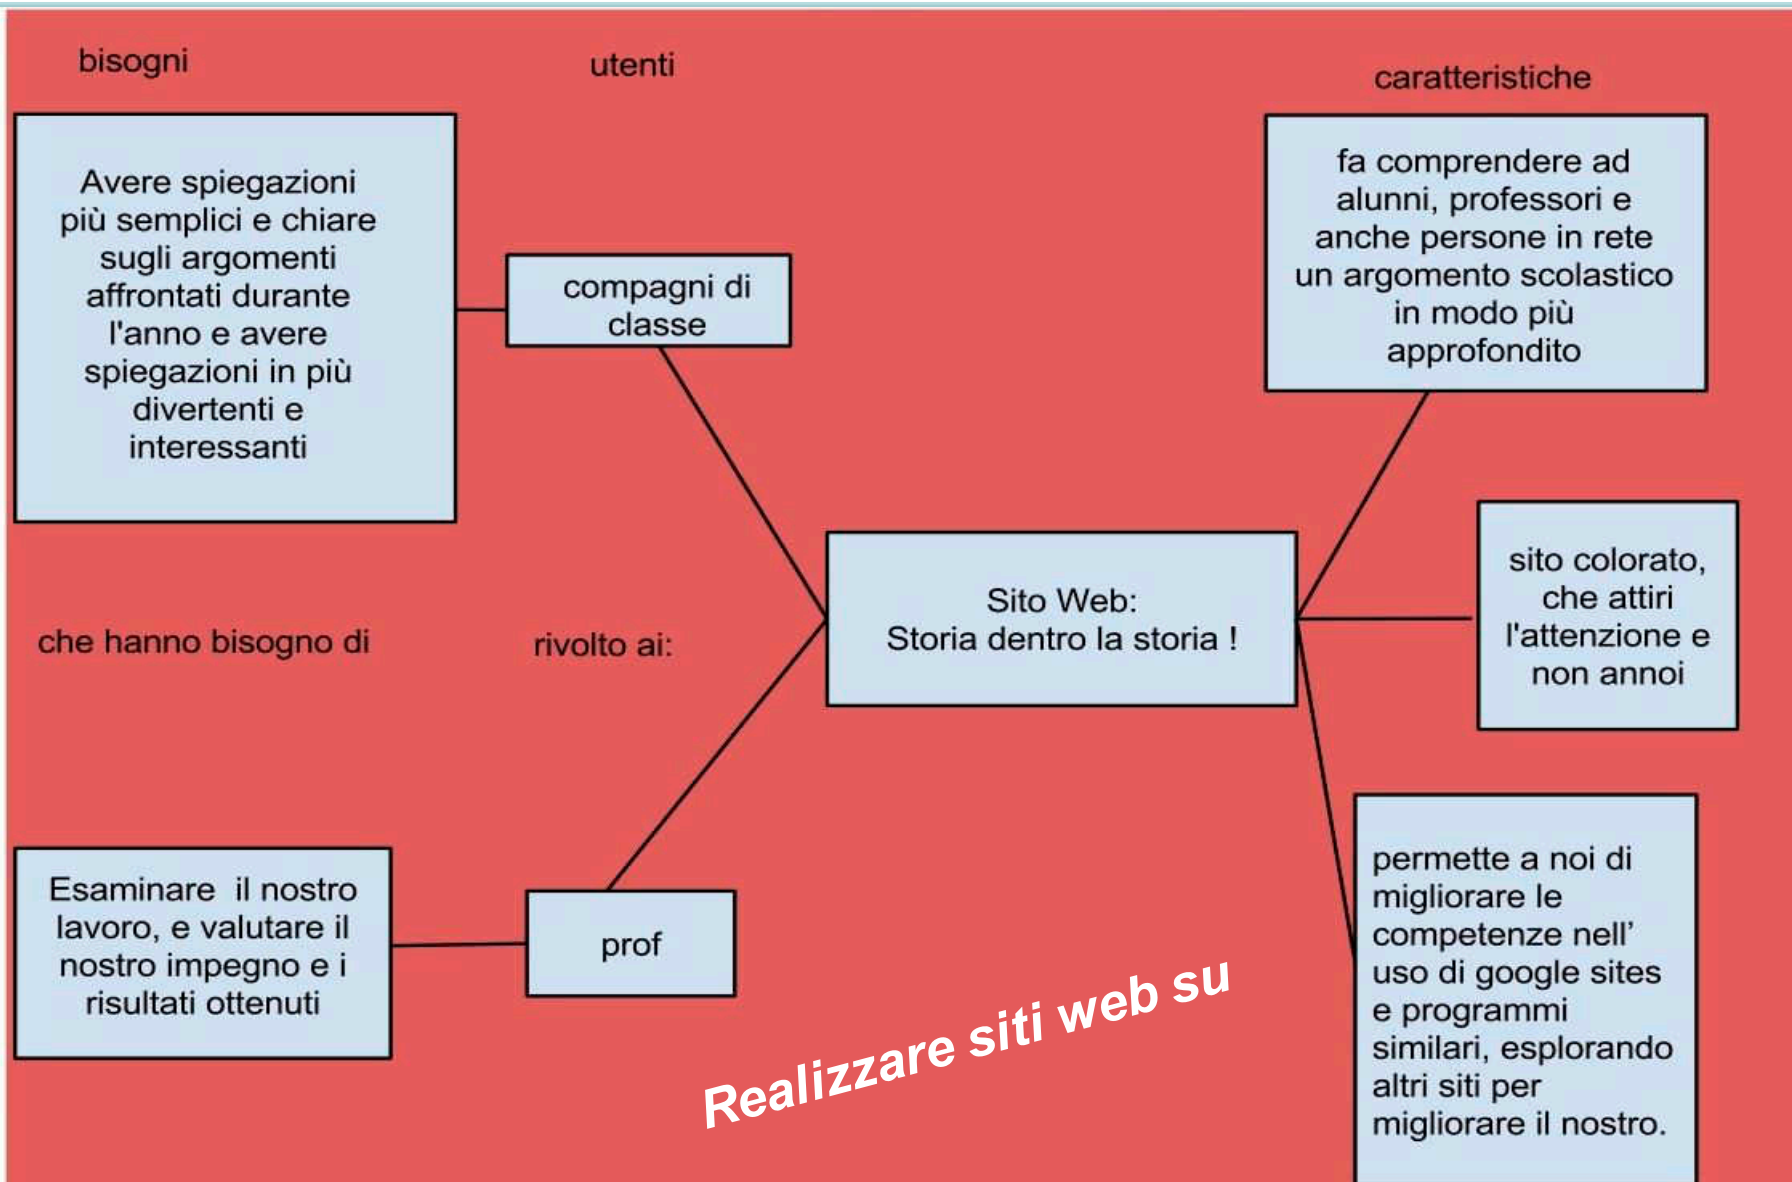 bisogni
utenti
caratteristiche
Avere spiegazioni
più semplici e chiare
sugli argomenti
affrontati durante
l'anno e avere
spiegazioni in più
divertenti e
interessanti
compagni di
classe
fa comprendere ad
alunni, professori e
anche persone in rete
un argomento scolastico
in modo più
approfondito
che hanno bisogno di
rivolto ai:
Sito Web:
Storia dentro la storia !
sito colorato,
che attiri
l'attenzione e
non annoi
Esaminare il nostro
lavoro, e valutare il
nostro impegno e i
risultati ottenuti
prof
permette a noi di
migliorare le
competenze nell’
uso di google sites
e programmi
similari, esplorando
altri siti per
migliorare il nostro.
Realizzare siti web su